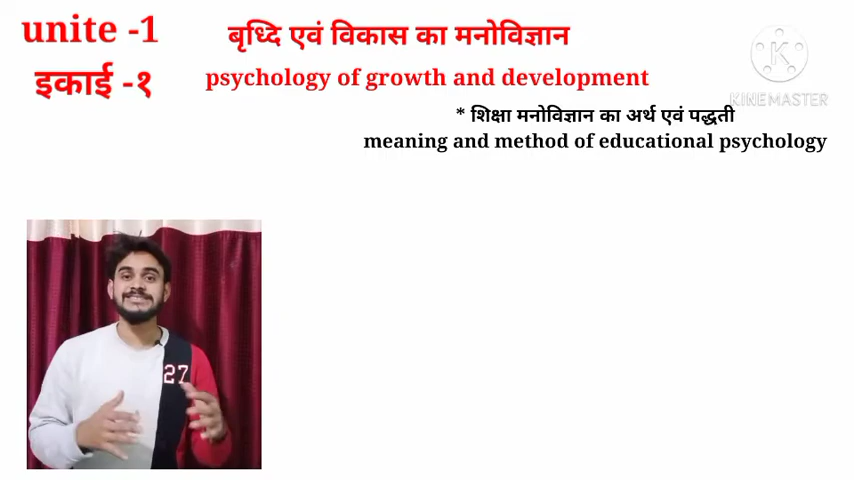 unite -1
बृध्दि एवं विकास का मनोविज्ञान
इकाई -१
psychology of growth and development
* शिक्षा मनोविज्ञान का अर्थ एवं पद्धती
meaning and method of educational psychology
K
KINEMASTER
27